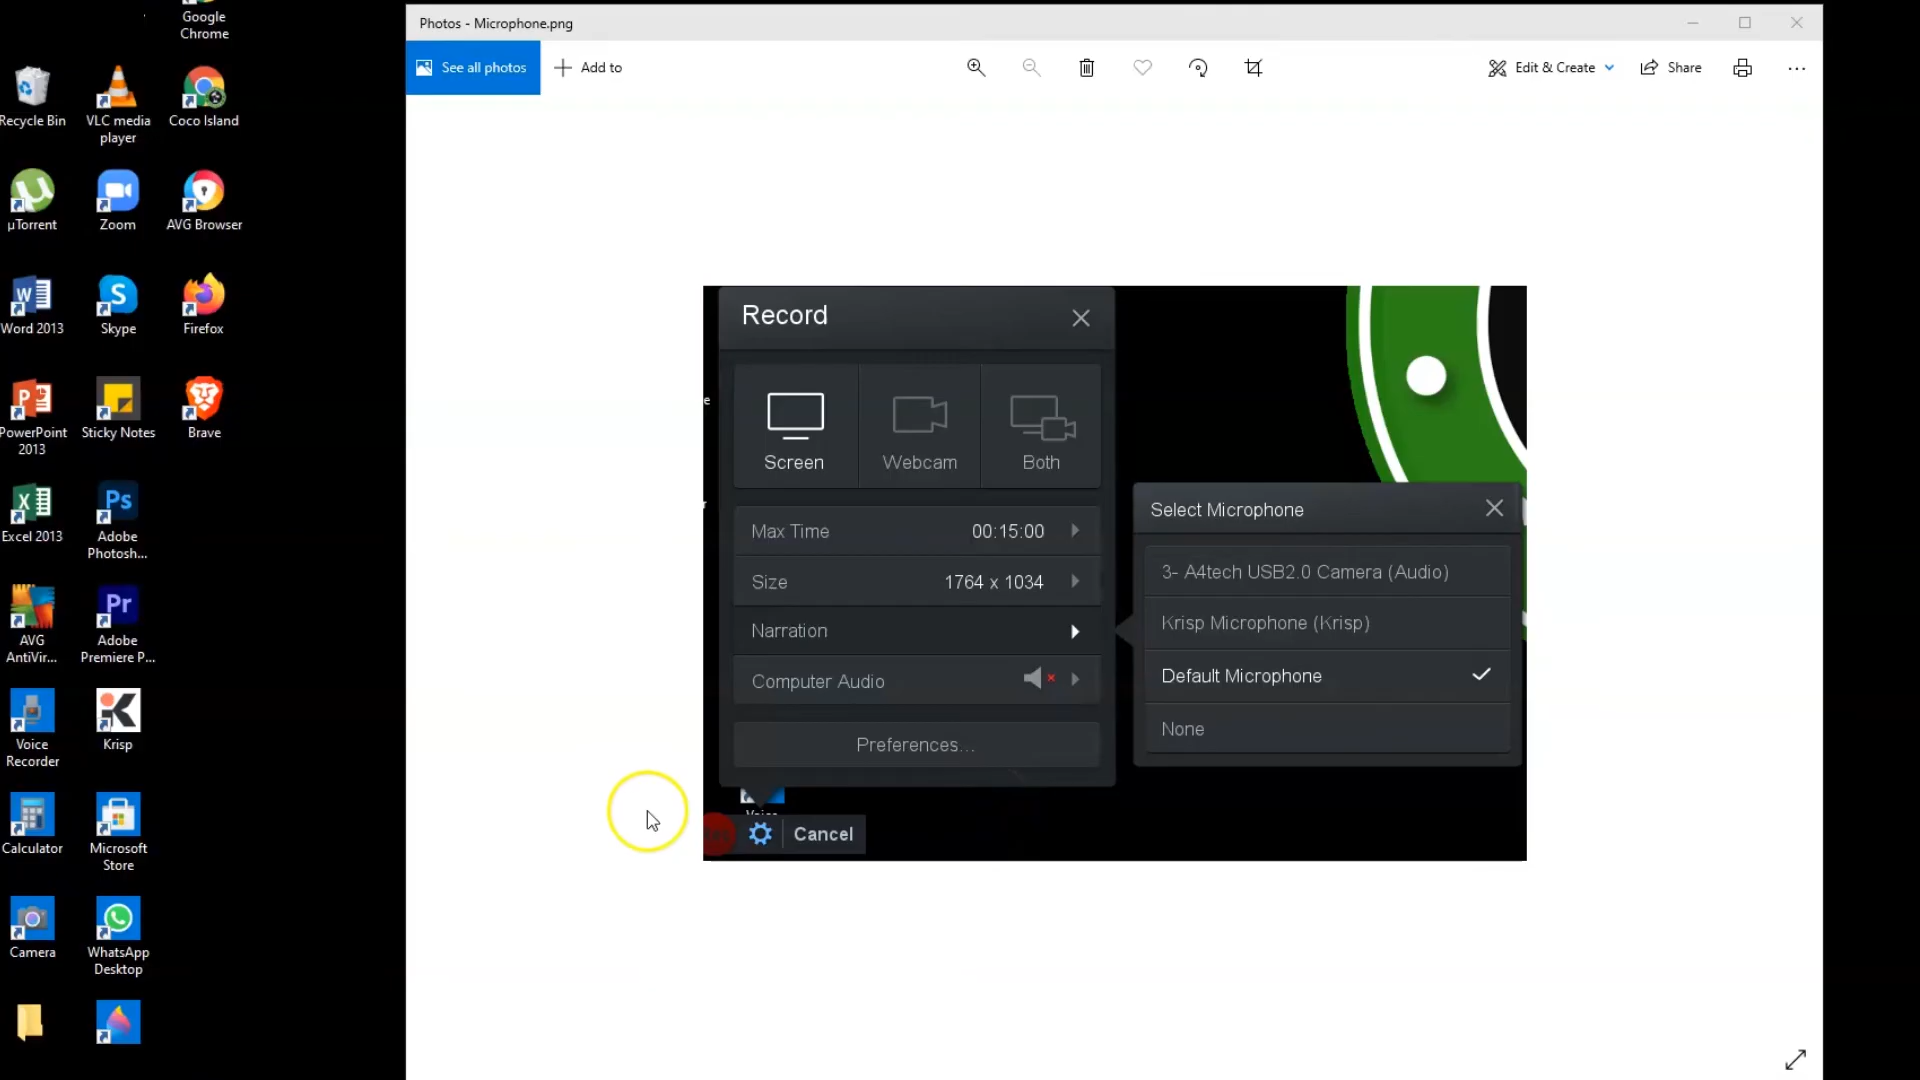 Google
Chrome
Recycle Bin
VLC media
player
Coco Island
µTorrent
Zoom
AVG Browser
Word 2013
Skype
Firefox
PowerPoint
2013
Sticky Notes
Brave
Excel 2013
Adobe
Photosh...
AVG
AntiVir...
Adobe
Premiere P...
Voice
Recorder
Krisp
Calculator
Microsoft
Store
Camera
WhatsApp
Desktop
Photos - Microphone.png
See all photos
Add to
Edit & Create
Share
Record
Screen
Webcam
Both
Max Time 00:15:00
Size 1764 x 1034
Narration
Computer Audio
Preferences...
Cancel
Select Microphone
3- A4tech USB2.0 Camera (Audio)
Krisp Microphone (Krisp)
Default Microphone
None